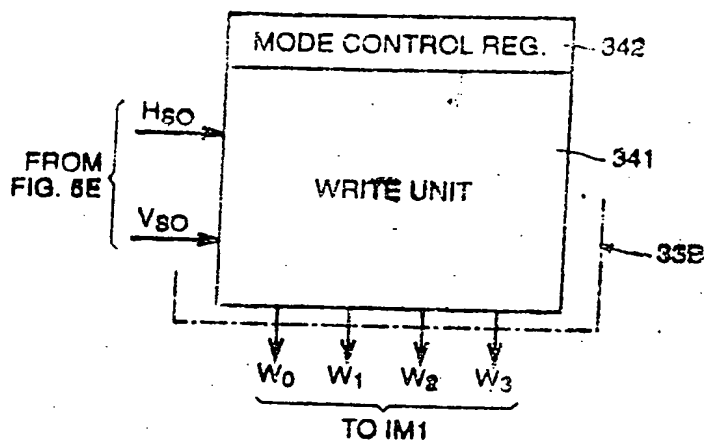 MODE CONTROL REG.
342
HSO
341
FROM
FIG. 5E
WRITE UNIT
VSO
33B
W0 W1 W2 W3
TO IM1